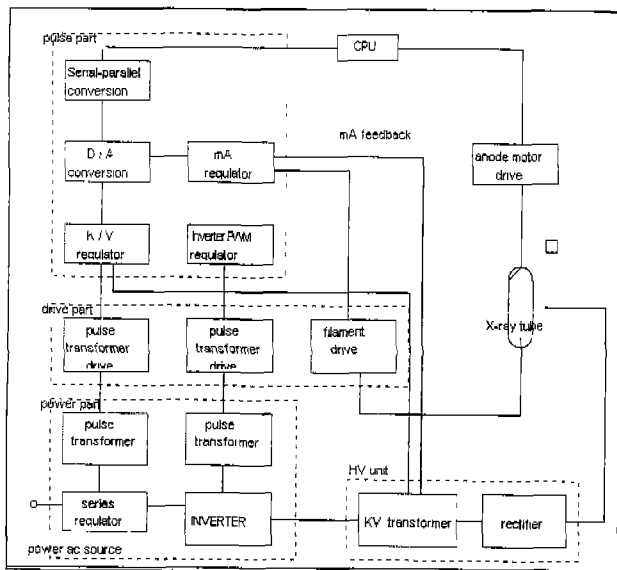 pulse part
CPU
Serial-parallel
conversion
mA feedback
D / A
conversion
mA
regulator
anode motor
drive
K / V
regulator
Inverter PWM
regulator
X-ray tube
drive part
pulse
transformer
drive
pulse
transformer
drive
filament
drive
power part
pulse
transformer
pulse
transformer
HV unit
series
regulator
INVERTER
KV transformer
rectifier
power ac source